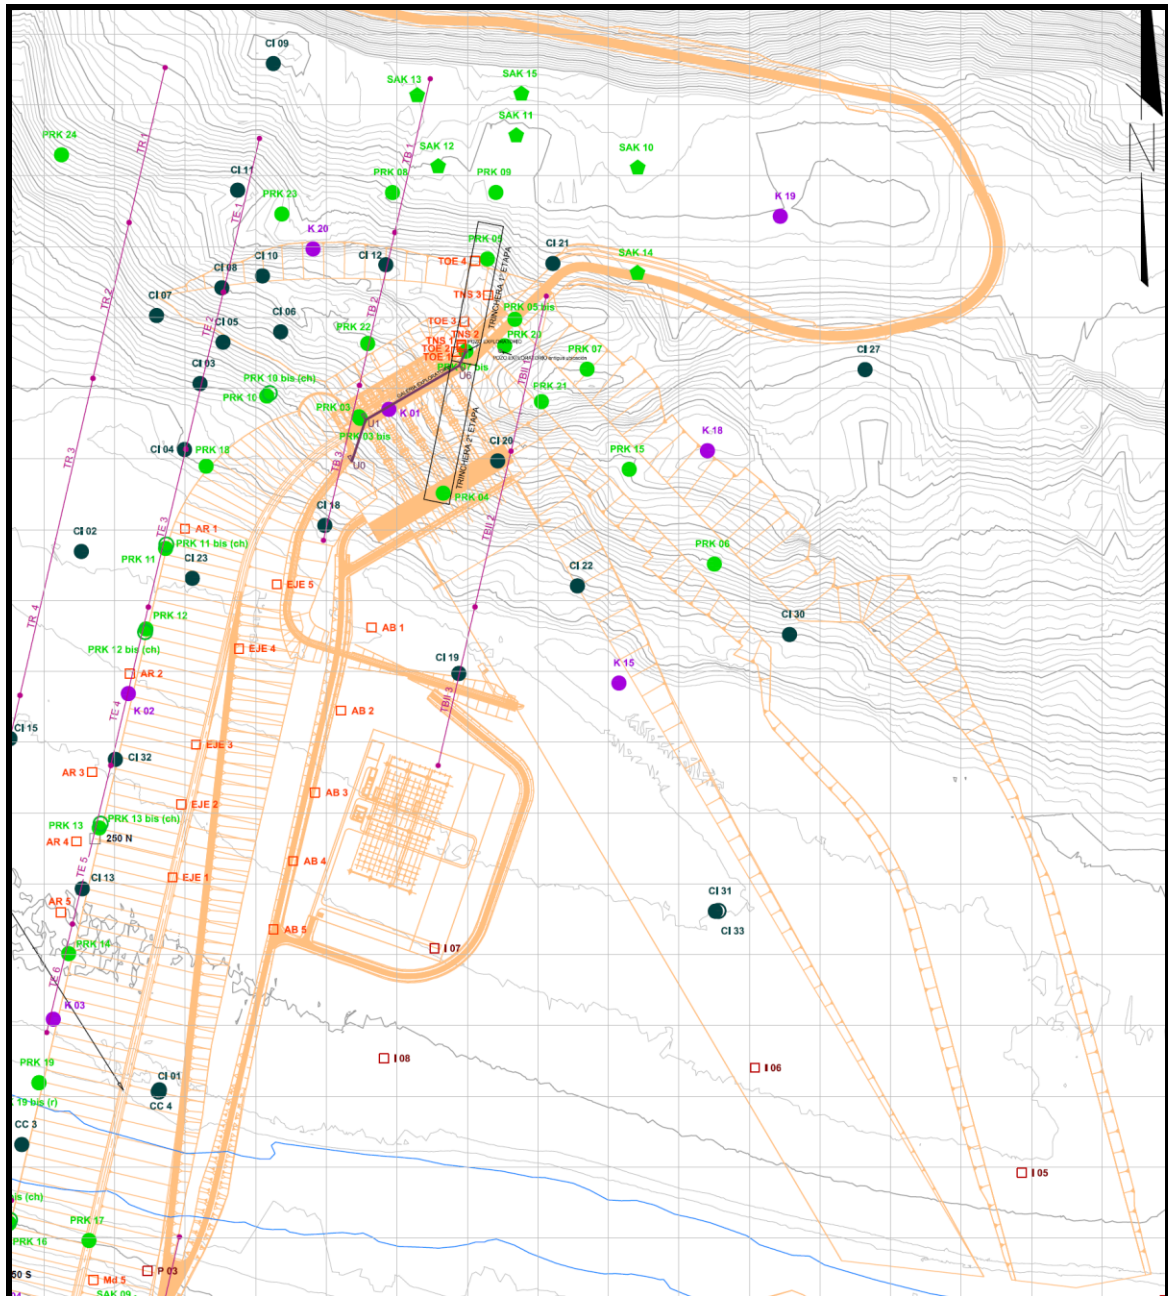 CI 09
SAK 13
SAK 15
SAK 11
PRK 24
TR 1
TB 1
SAK 12
SAK 10
CI 11
PRK 08
PRK 09
PRK 23
TE 1
K 19
K 20
PRK 05
CI 21
CI 12
CI 10
TOE 4
CI 08
SAK 14
TR 2
TRINCHERA 1ª ETAPA
TNS 3
CI 07
PRK 05 bis
CI 06
TB 2
TE 2
CI 05
TOE 3
PRK 22
TNS 2
TNS 1
PRK 20
TOE 2
TOE 1
POZO EXPLORATORIO antigua ubicación
PRK 07
CI 27
TBII 1
U6
CI 03
PRK 10 bis (ch)
PRK 10
PRK 21
PRK 03
K 01
U1
PRK 03 bis
TRINCHERA 2ª ETAPA
K 18
CI 20
CI 04
PRK 18
TR 3
TB 3
U0
PRK 15
PRK 04
CI 18
AR 1
TE 3
TBII 2
CI 02
PRK 11 bis (ch)
PRK 11
CI 23
PRK 06
CI 22
EJE 5
TR 4
PRK 12
AB 1
CI 30
PRK 12 bis (ch)
EJE 4
CI 19
K 15
AR 2
TE 4
K 02
TBII 3
AB 2
CI 15
EJE 3
CI 32
AR 3
AB 3
EJE 2
PRK 13 bis (ch)
PRK 13
AR 4
250 N
TE 5
AB 4
EJE 1
CI 13
CI 31
AR 5
CI 33
AB 5
PRK 14
I 07
TE 6
K 03
I 08
PRK 19
I 06
CI 01
19 bis (r)
CC 4
CC 3
I 05
is (ch)
PRK 17
PRK 16
P 03
50 S
Md 5
SAK 09